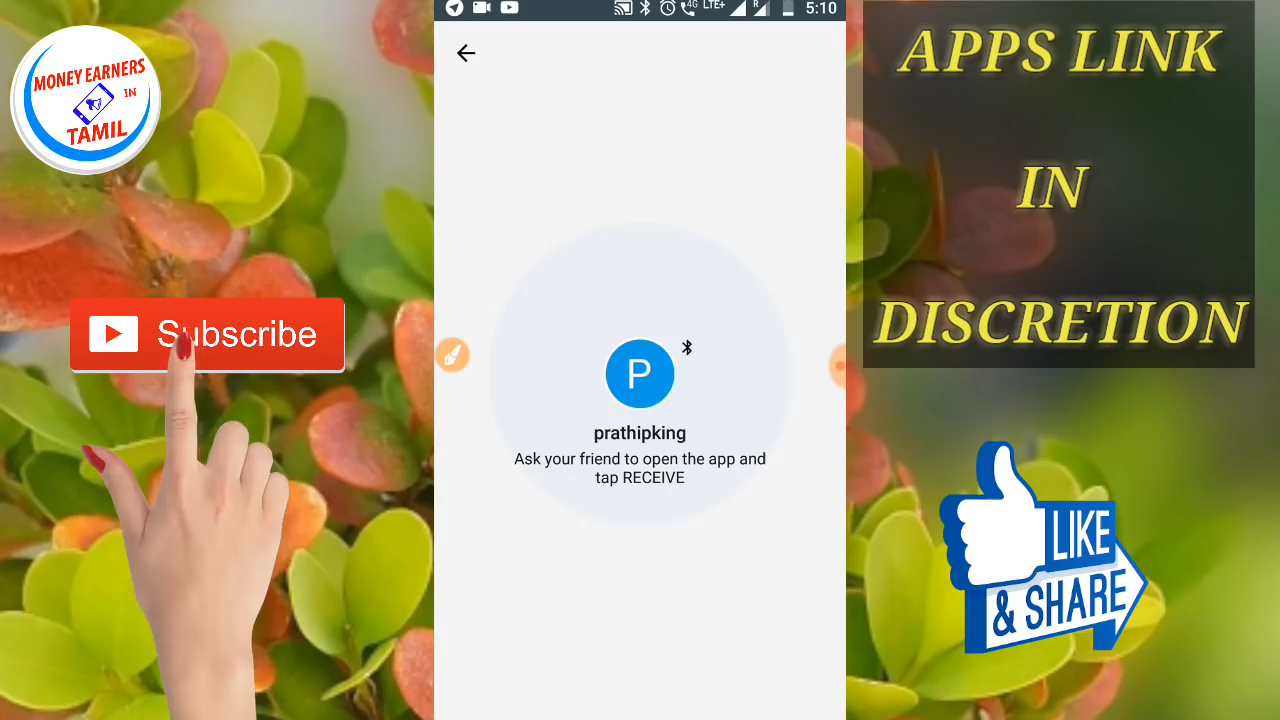 MONEY EARNERS
IN
TAMIL
Subscribe
4G LTE+ R 5:10
P
prathipking
Ask your friend to open the app and
tap RECEIVE
APPS LINK
IN
DISCRETION
LIKE
& SHARE